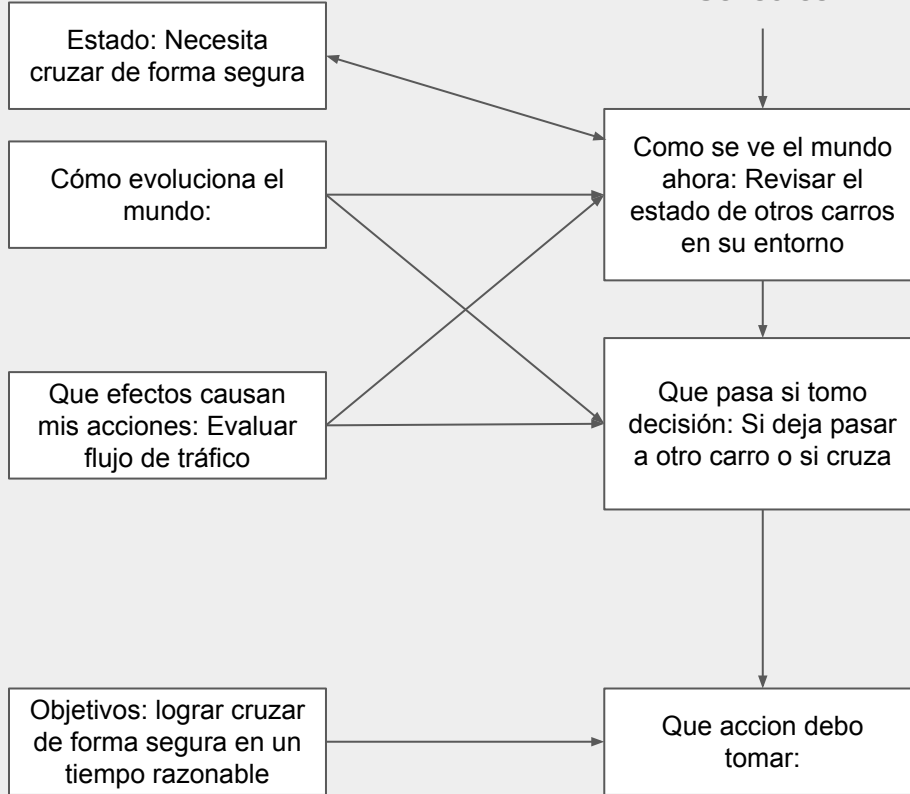 Estado: Necesita
cruzar de forma segura
Cómo evoluciona el
mundo:
Como se ve el mundo
ahora: Revisar el
estado de otros carros
en su entorno
Que efectos causan
mis acciones: Evaluar
flujo de tráfico
Que pasa si tomo
decisión: Si deja pasar
a otro carro o si cruza
Objetivos: lograr cruzar
de forma segura en un
tiempo razonable
Que accion debo
tomar: